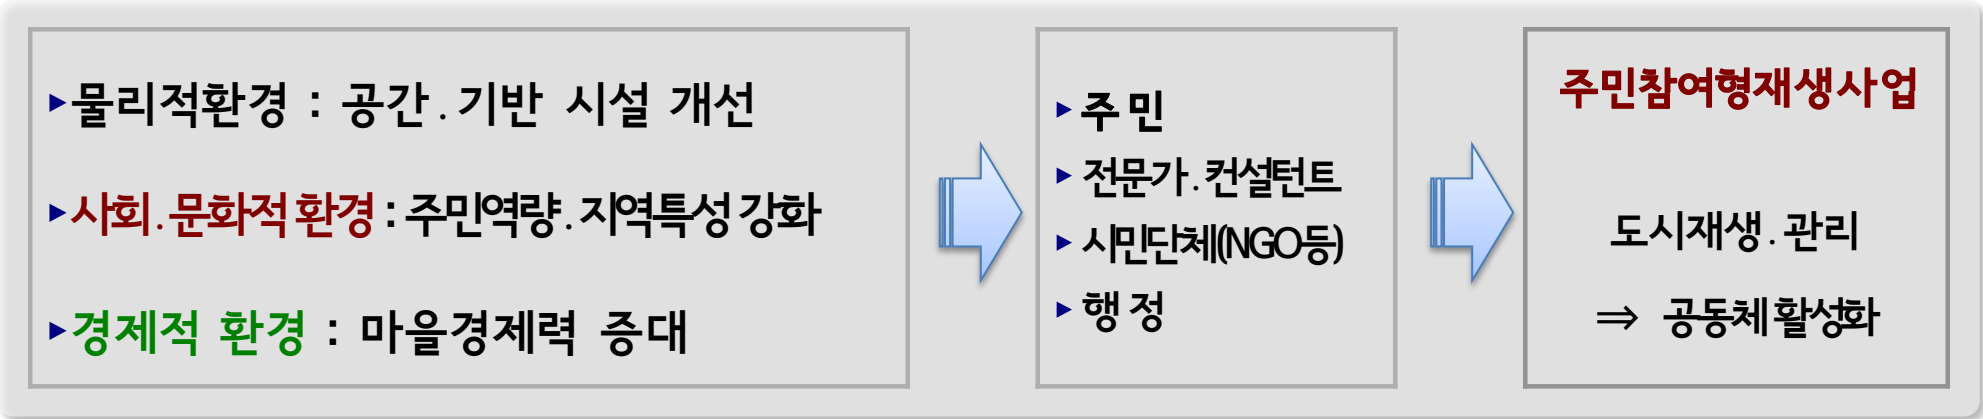 ▶물리적환경 : 공간 . 기반 시설 개선
▶사회 . 문화적 환경 : 주민역량 . 지역특성 강화
▶경제적 환경 : 마을경제력 증대
▶주 민
▶전문가 . 컨설턴트
▶시민단체(NGO등)
▶행 정
주민참여형재생사업
도시재생 . 관리
⇒ 공동체 활성화